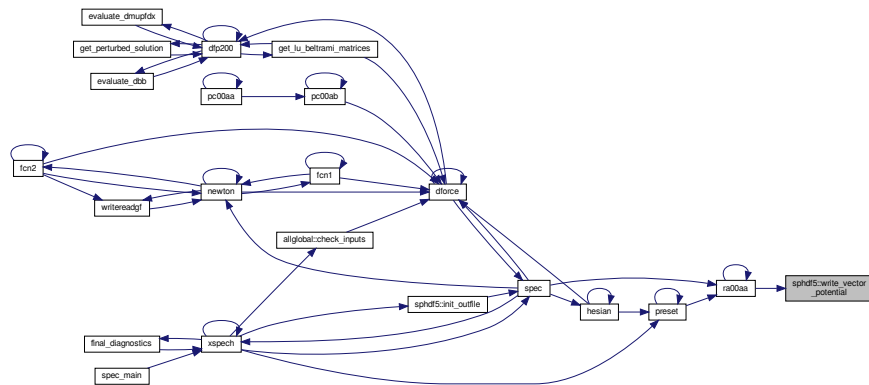 evaluate_dmupfdx
get_perturbed_solution
dfp200
get_lu_beltrami_matrices
evaluate_dbb
pc00aa
pc00ab
fcn2
fcn1
newton
dforce
writereadgf
allglobal::check_inputs
spec
ra00aa
sphdf5::write_vector
_potential
sphdf5::init_outfile
hesian
preset
final_diagnostics
xspech
spec_main